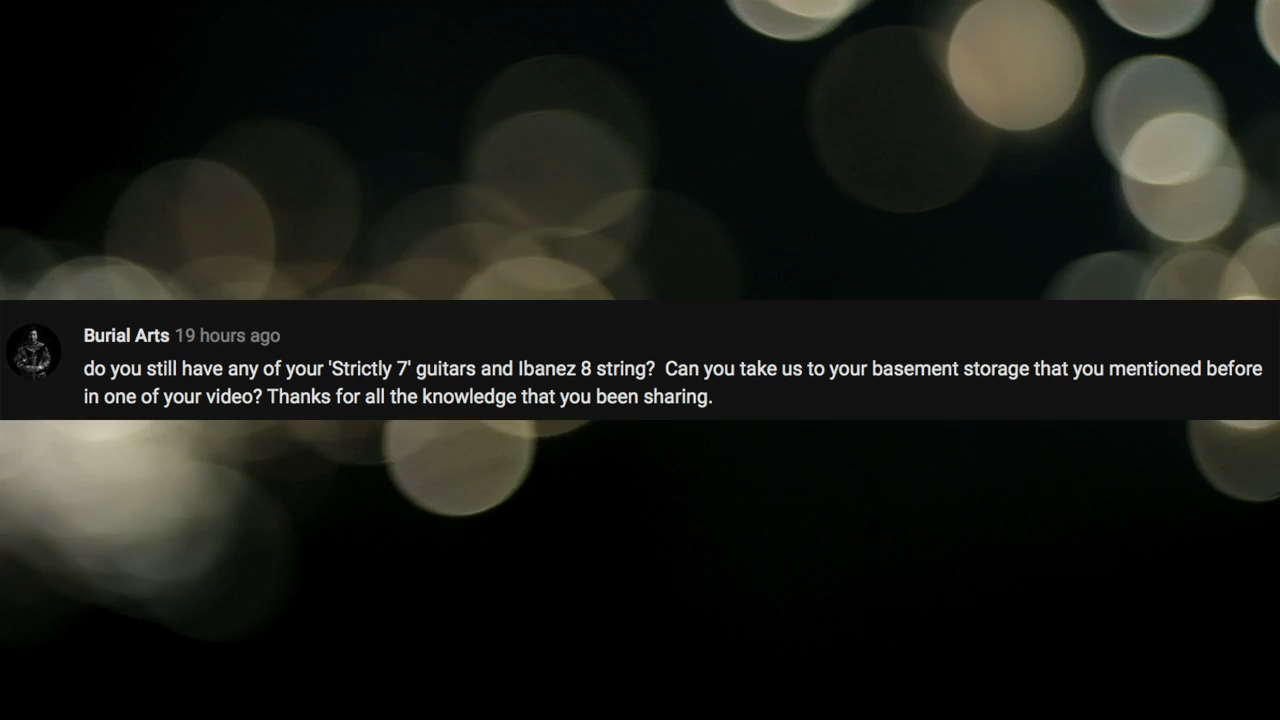 Burial Arts 19 hours ago
do you still have any of your 'Strictly 7' guitars and Ibanez 8 string?  Can you take us to your basement storage that you mentioned before
in one of your video? Thanks for all the knowledge that you been sharing.